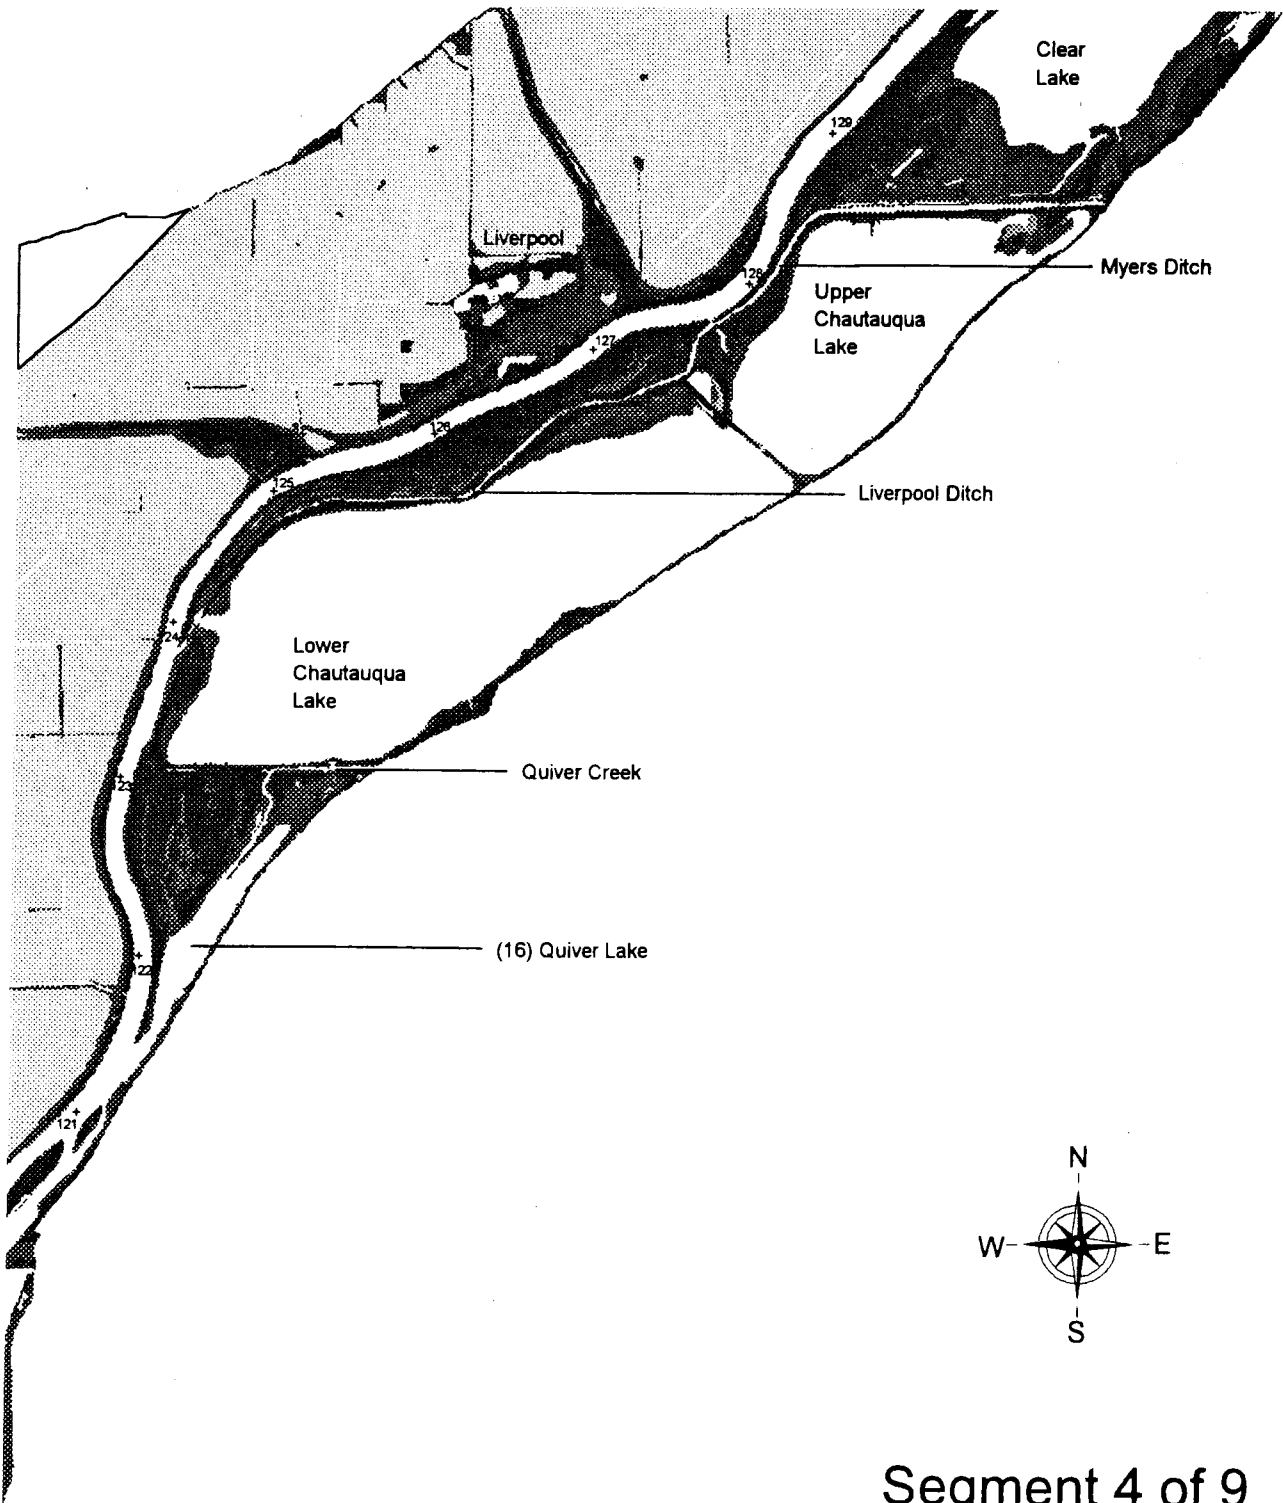 Clear
Lake
129
Liverpool
Myers Ditch
128
Upper
Chautauqua
Lake
127
126
125
Liverpool Ditch
124
Lower
Chautauqua
Lake
Quiver Creek
123
(16) Quiver Lake
122
121
N
W
E
S
Segment 4 of 9